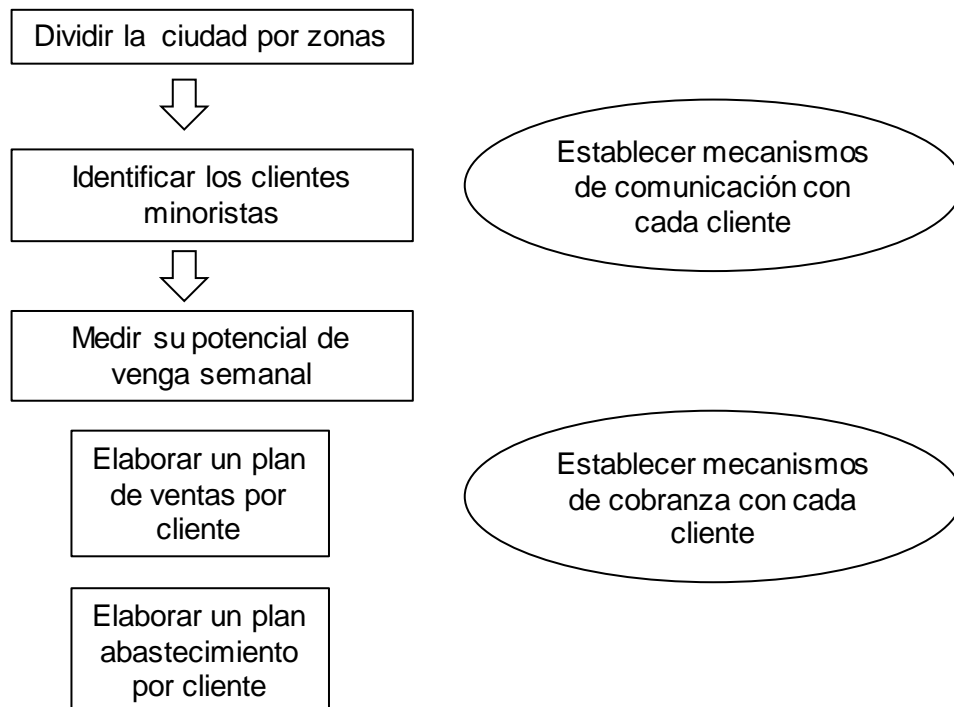 Dividir la ciudad por zonas
Identificar los clientes
minoristas
Medir su potencial de
venga semanal
Elaborar un plan
de ventas por
cliente
Elaborar un plan
abastecimiento
por cliente
Establecer mecanismos
de comunicación con
cada cliente
Establecer mecanismos
de cobranza con cada
cliente